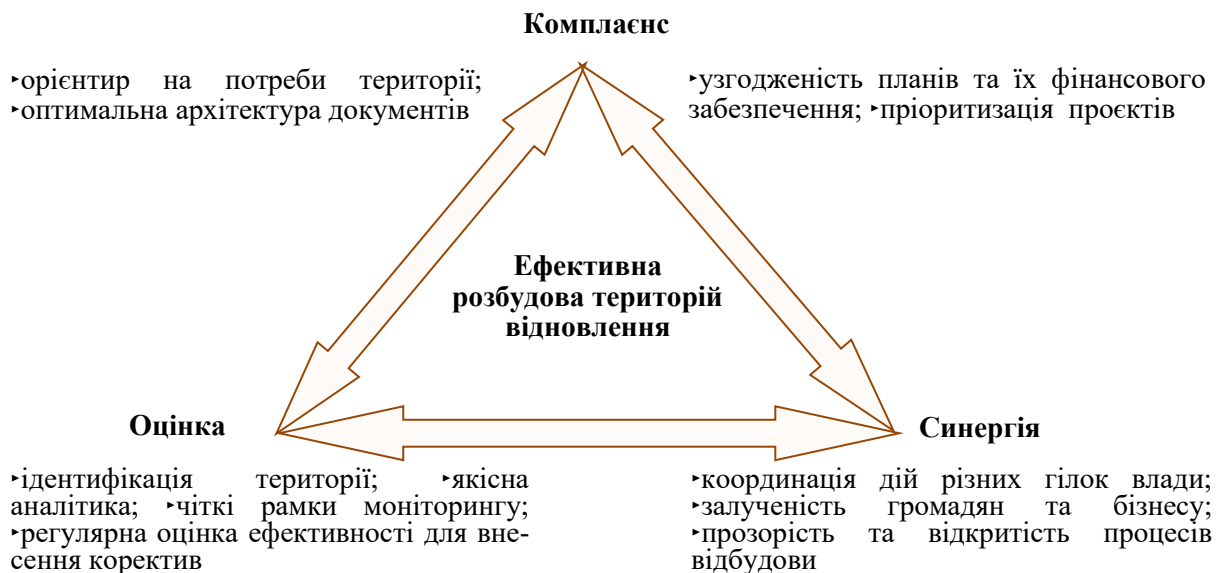 Комплаєнс
‣орієнтир на потреби території;
‣оптимальна архітектура документів
‣узгодженість планів та їх фінансового
забезпечення; ‣пріоритизація проєктів
Ефективна
розбудова територій
відновлення
Оцінка
‣ідентифікація території; ‣якісна
аналітика; ‣чіткі рамки моніторингу;
‣регулярна оцінка ефективності для вне-
сення коректив
Синергія
‣координація дій різних гілок влади;
‣залученість громадян та бізнесу;
‣прозорість та відкритість процесів
відбудови